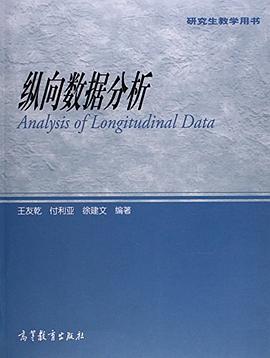 研究生教学用书
纵向数据分析
Analysis of Longitudinal Data
王友乾 付利亚 徐建文 编著
高等教育出版社